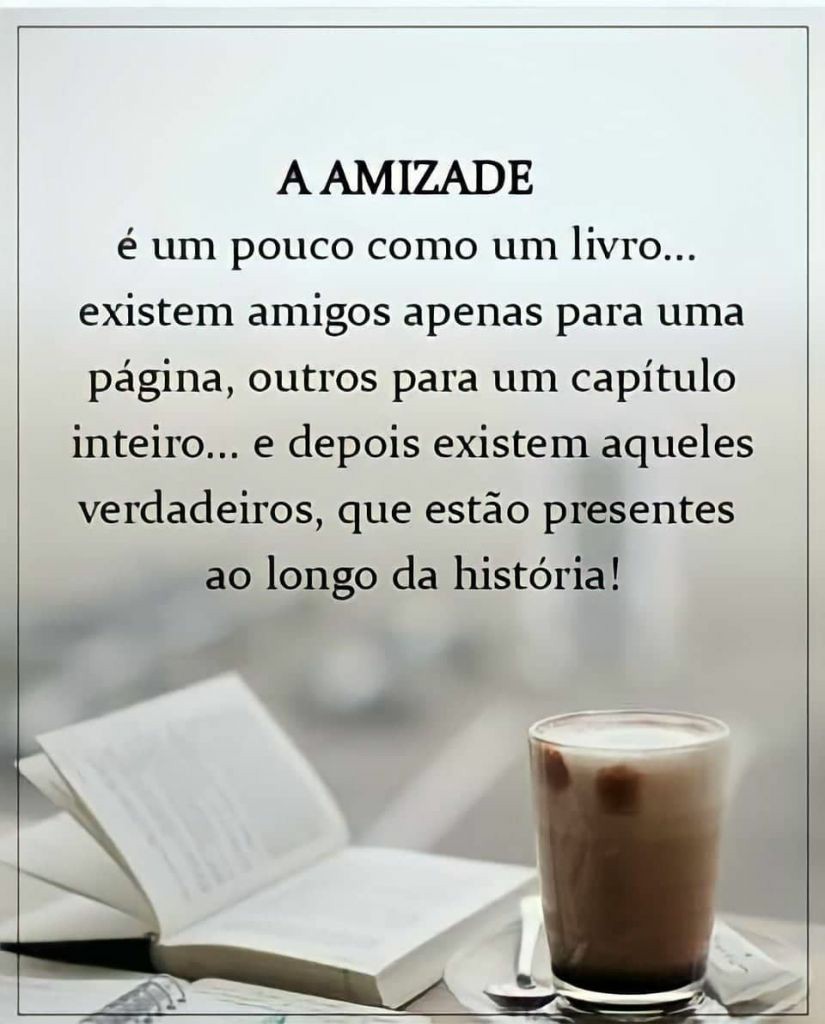 A AMIZADE
é um pouco como um livro...
existem amigos apenas para uma
página, outros para um capítulo
inteiro... e depois existem aqueles
verdadeiros, que estão presentes
ao longo da história!